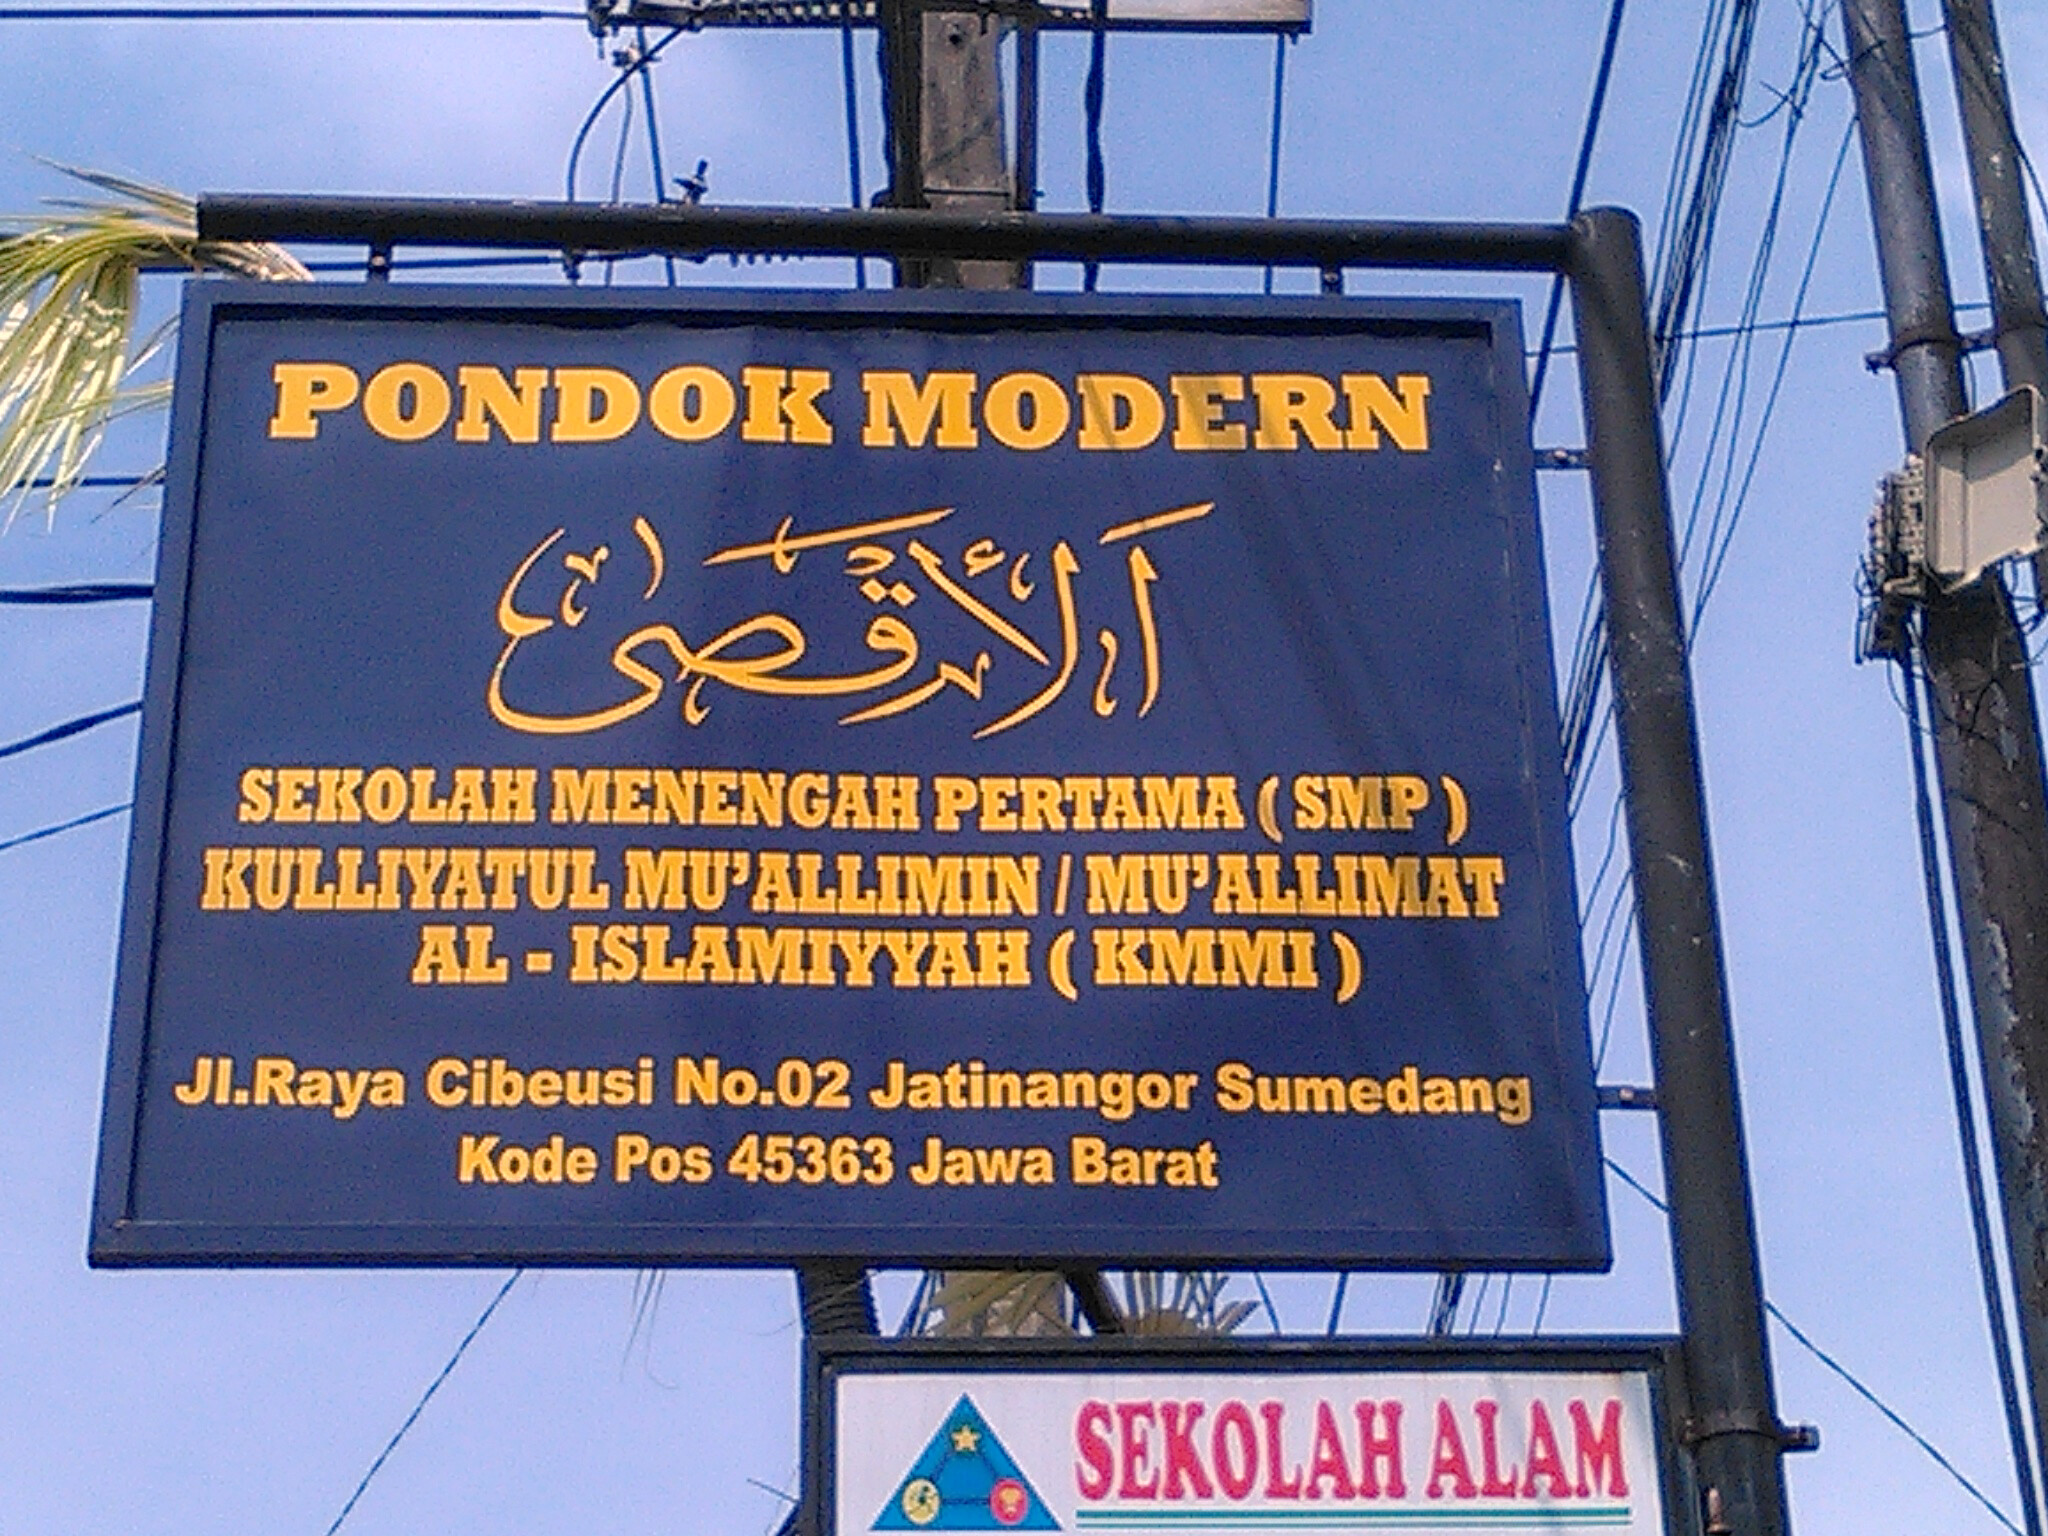 PONDOK MODERN
اَلْأَقْصَىٰ
SEKOLAH MENENGAH PERTAMA ( SMP )
KULLIYATUL MU'ALLIMIN / MU'ALLIMAT
AL - ISLAMIYYAH ( KMMI )
Jl.Raya Cibeusi No.02 Jatinangor Sumedang
Kode Pos 45363 Jawa Barat
SEKOLAH ALAM